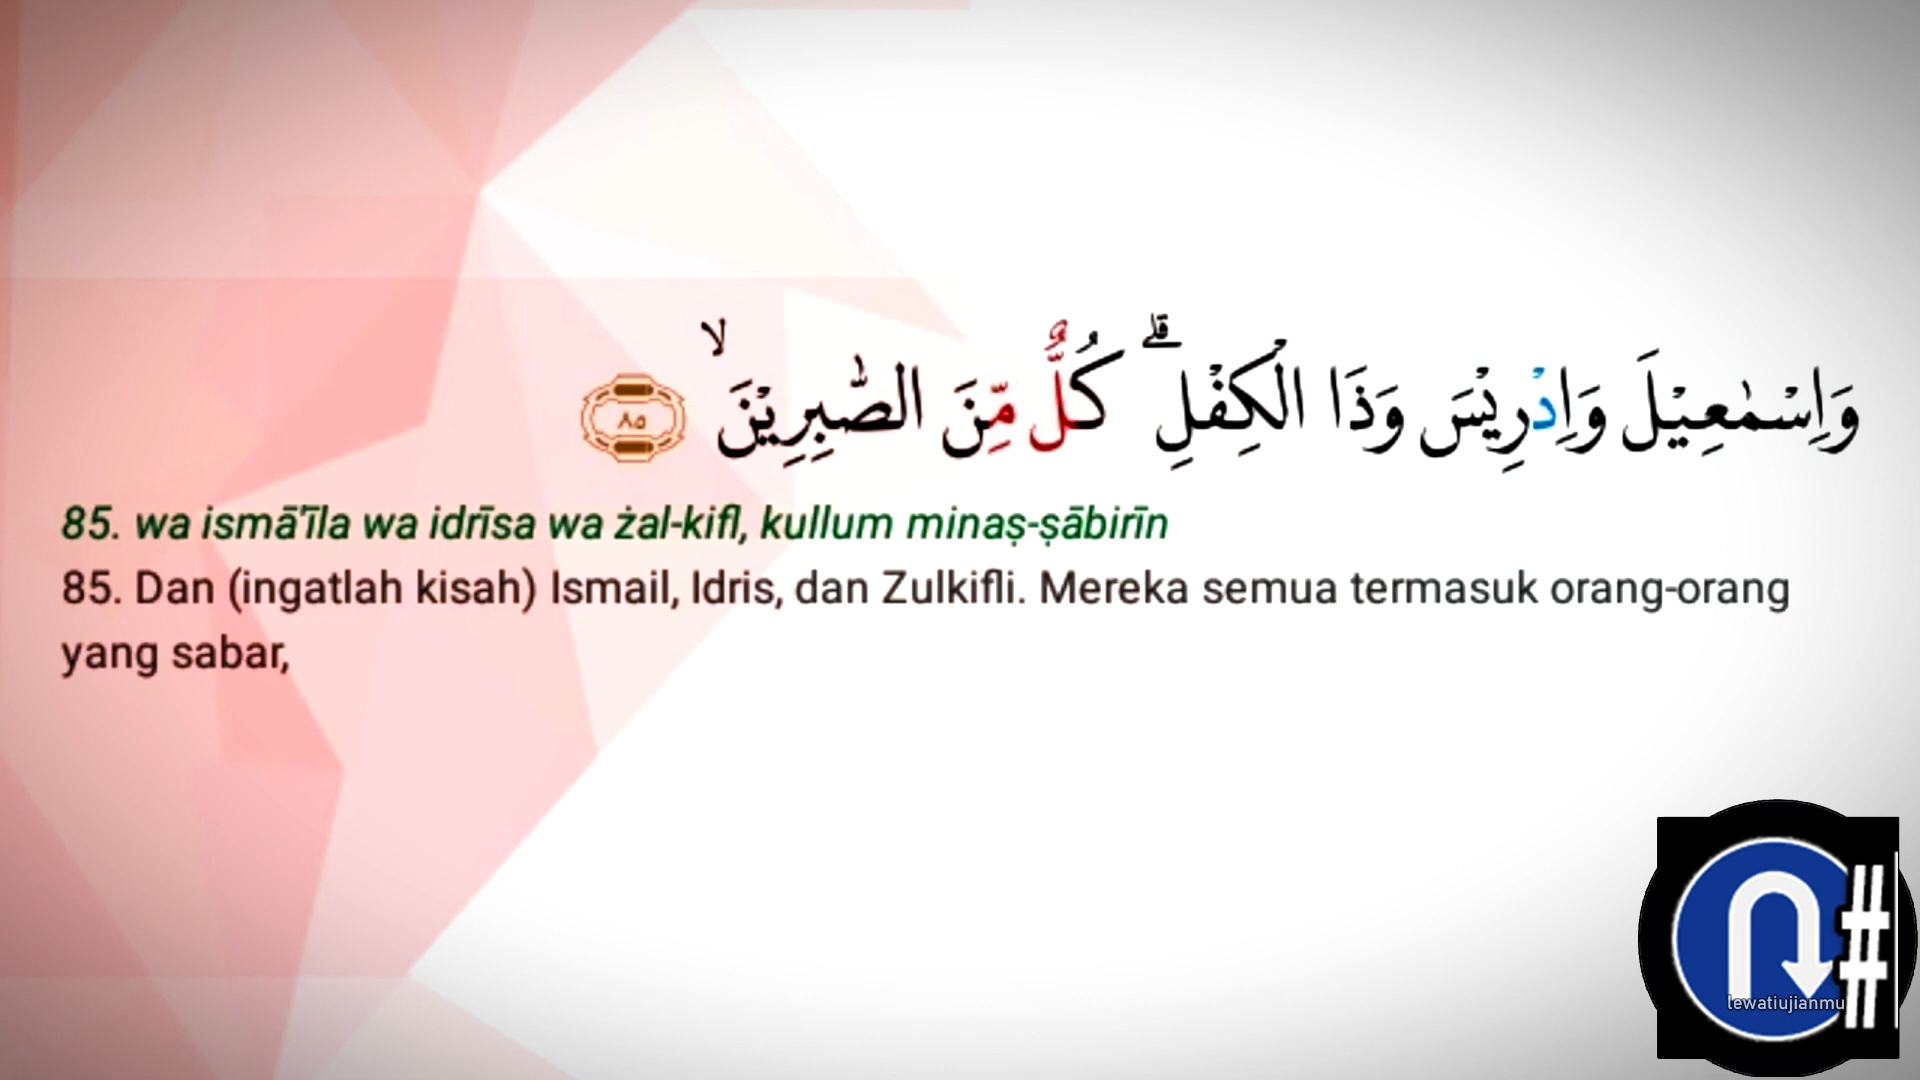 وَاِسْمٰعِيْلَ وَاِدْرِيْسَ وَذَا الْكِفْلِۗ كُلٌّ مِّنَ الصّٰبِرِيْنَۙ ٨٥
85. wa ismā'īla wa idrīsa wa żal-kifl, kullum minaṣ-ṣābirīn
85. Dan (ingatlah kisah) Ismail, Idris, dan Zulkifli. Mereka semua termasuk orang-orang
yang sabar,
#
lewatiujianmu